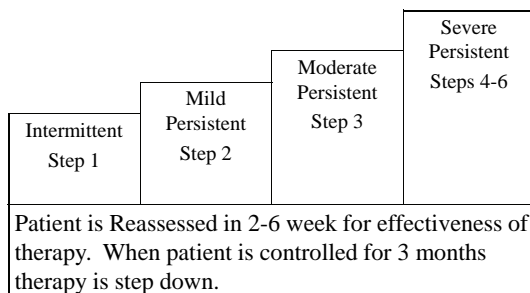 Intermittent
Step 1
Mild
Persistent
Step 2
Moderate
Persistent
Step 3
Severe
Persistent
Steps 4-6
Patient is Reassessed in 2-6 week for effectiveness of
therapy. When patient is controlled for 3 months
therapy is step down.